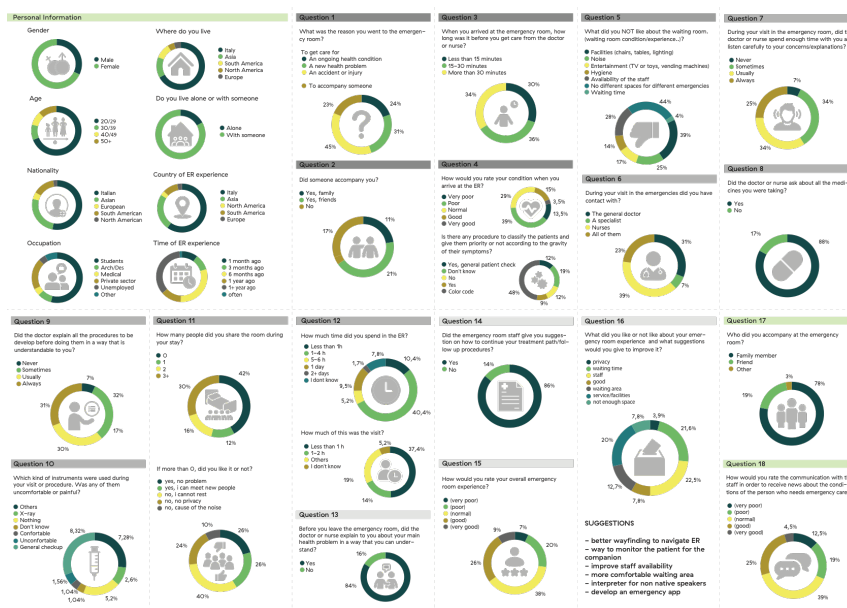 Personal Information
Gender
Male
Female
Where do you live
Italy
Asia
South America
North America
Europe
Age
20/29
30/39
40/49
50+
Do you live alone or with someone
Alone
With someone
Nationality
Italian
Asian
European
South American
North American
Country of ER experience
Italy
Asia
North America
South America
Europe
Occupation
Students
Arch/Des
Medical
Private sector
Unemployed
Other
Time of ER experience
1 month ago
3 months ago
6 months ago
1 year ago
1+ year ago
often
Question 1
What was the reason you went to the emergen-
cy room?
To get care for
An ongoing health condition
A new health problem
An accident or injury
To accompany someone
23%
24%
31%
45%
Question 2
Did someone accompany you?
Yes, family
Yes, friends
No
11%
17%
21%
Question 3
When you arrived at the emergency room, how
long was it before you get care from the doctor
or nurse?
Less than 15 minutes
15-30 minutes
More than 30 minutes
30%
34%
36%
Question 4
How would you rate your condition when you
arrive at the ER?
Very poor
Poor
Normal
Good
Very good
15%
29%
3,5%
13,5%
39%
Is there any procedure to classify the patients and
give them priority or not according to the gravity
of their symptoms?
Yes, general patient check
Don't know
No
Yes
Color code
12%
19%
48%
12%
9%
Question 5
What did you NOT like about the waiting?
(waiting room condition/experience..)
Facilities (chairs, tables, lighting)
Noise
Entertainment (TV or toys, vending machines)
Hygiene
Availability of the staff
No different spaces for different emergencies
Waiting time
44%
4%
28%
39%
14%
17%
25%
Question 6
During your visit in the emergencies did you have
contact with?
The general doctor
A specialist
Nurses
All of them
31%
23%
7%
39%
Question 7
During your visit in the emergency room, did t
doctor or nurse spend enough time with you a
listen carefully to your concerns/explanations?
Never
Sometimes
Usually
Always
7%
34%
25%
34%
Question 8
Did the doctor or nurse ask about all the medi-
cines you were taking?
Yes
No
17%
88%
Question 9
Did the doctor explain all the procedures to be
develop before doing them in a way that is
understandable to you?
Never
Sometimes
Usually
Always
7%
32%
31%
17%
30%
Question 10
Which kind of instruments were used during
your visit or procedure. Was any of them
uncomfortable or painful?
Others
X-ray
Nothing
Don't know
Comfortable
Uncomfortable
General checkup
8,32%
7,28%
1,56%
2,6%
1,04%
1,04%
5,2%
Question 11
How many people did you share the room during
your stay?
0
1
2
3+
42%
30%
16%
12%
If more than 0, did you like it or not?
yes, no problem
yes, i can meet new people
no, i cannot rest
no, no privacy
no, cause of the noise
10%
26%
24%
26%
40%
Question 12
How much time did you spend in the ER?
Less than 1h
1-4 h
5-6 h
1 day
2+ days
I don't know
7,8%
1,7%
10,4%
9,5%
5,2%
40,4%
How much of this was the visit?
Less than 1 h
1-2 h
Others
I don't know
5,2%
37,4%
19%
14%
Question 13
Before you leave the emergency room, did the
doctor or nurse explain to you about your main
health problem in a way that you can under-
stand?
Yes
No
16%
84%
Question 14
Did the emergency room staff give you sugges-
tion on how to continue your treatment path/fol-
low up procedures?
Yes
No
14%
86%
Question 15
How would you rate your overall emergency
room experience?
(very poor)
(poor)
(normal)
(good)
(very good)
9%
7%
20%
26%
38%
Question 16
What did you like or not like about your emer-
gency room experience and what suggestions
would you give to improve it?
privacy
waiting time
staff
good
waiting area
service/facilities
not enough space
7,8%
3,9%
21,6%
20%
12,7%
22,5%
7,8%
SUGGESTIONS
– better wayfinding to navigate ER
– way to monitor the patient for the
companion
– improve staff availability
– more comfortable waiting area
– interpreter for non native speakers
– develop an emergency app
Question 17
Who did you accompany at the emergency
room?
Family member
Friend
Other
3%
78%
19%
Question 18
How would you rate the communication with t
staff in order to receive news about the condi-
tions of the person who needs emergency care
(very poor)
(poor)
(normal)
(good)
(very good)
4,5%
12,5%
19%
25%
39%